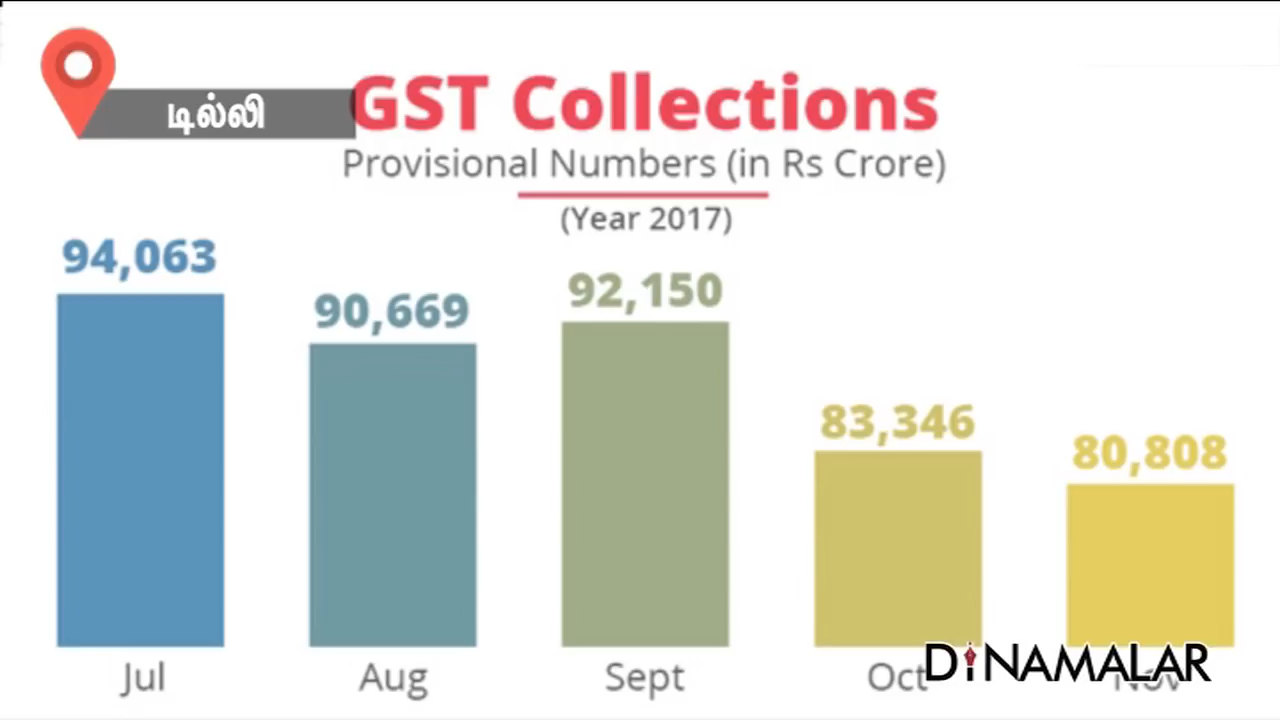 டில்லி
GST Collections
Provisional Numbers (in Rs Crore)
(Year 2017)
94,063
90,669
92,150
83,346
80,808
Jul
Aug
Sept
Oct
Nov
DINAMALAR